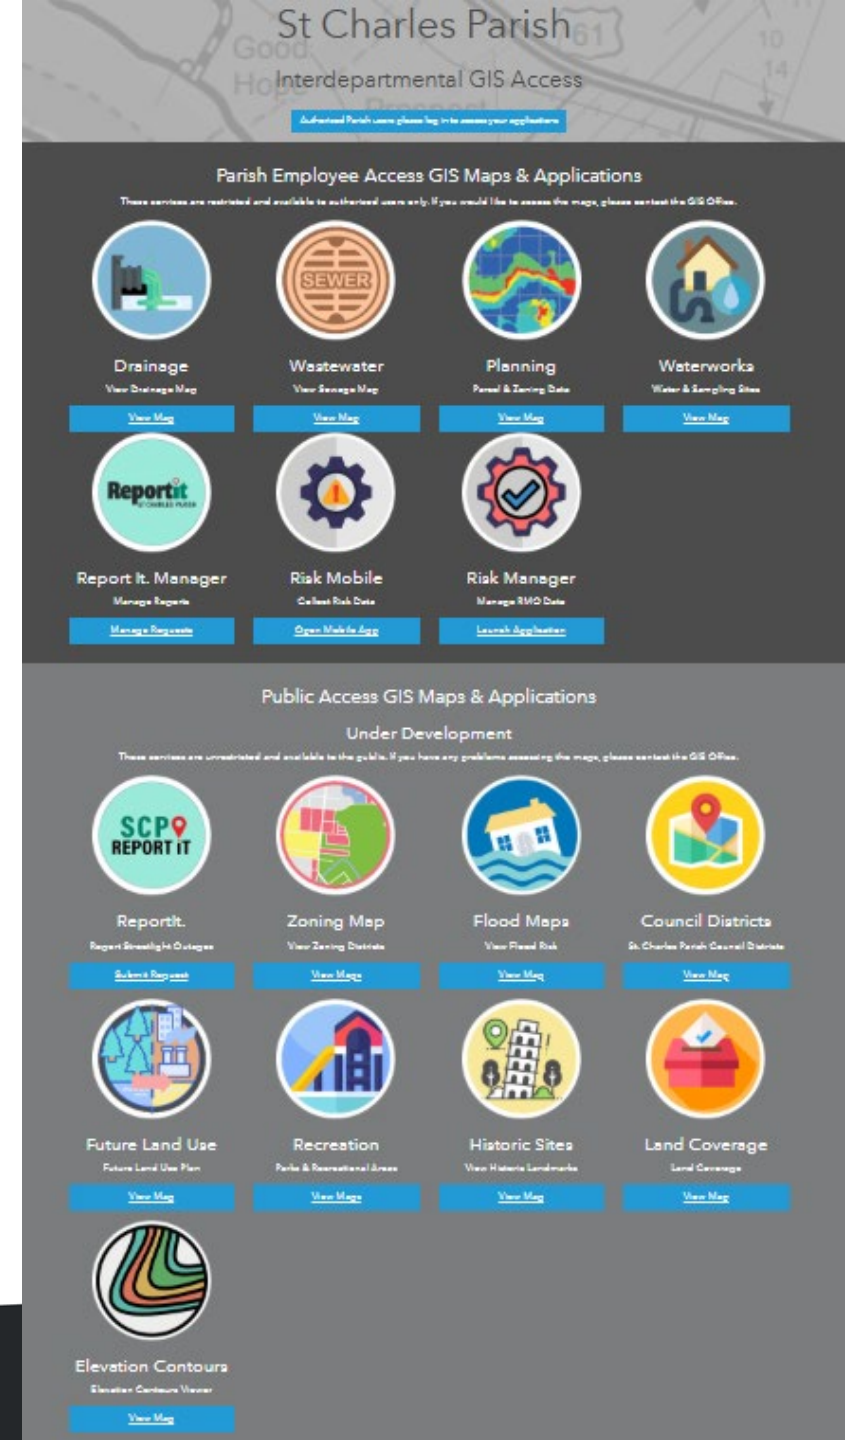 St Charles Parish
Interdepartmental GIS Access
Authorized Parish users please log in to access your applications
Parish Employee Access GIS Maps & Applications
These services are restricted and available to authorized users only. If you would like to access the maps, please contact the GIS Office.
SEWER
Drainage Wastewater Planning Waterworks
View Drainage Map View Sewage Map Parcel & Zoning Data Water & Sampling Sites
View Map View Map View Map View Map
Reportit
ST CHARLES PARISH
Report It. Manager Risk Mobile Risk Manager
Manage Reports Collect Risk Data Manage RMO Data
Manage Requests Open Mobile App Launch Application
Public Access GIS Maps & Applications
Under Development
These services are unrestricted and available to the public. If you have any problems accessing the maps, please contact the GIS Office.
SCP
REPORT iT
ReportIt. Zoning Map Flood Maps Council Districts
Report Streetlight Outages View Zoning Districts View Flood Risk St. Charles Parish Council Districts
Submit Request View Maps View Map View Map
Future Land Use Recreation Historic Sites Land Coverage
Future Land Use Plan Parks & Recreational Areas View Historic Landmarks Land Coverage
View Map View Maps View Map View Map
Elevation Contours
Elevation Contours Viewer
View Map
61
Good
Hope
Prospect
10
14